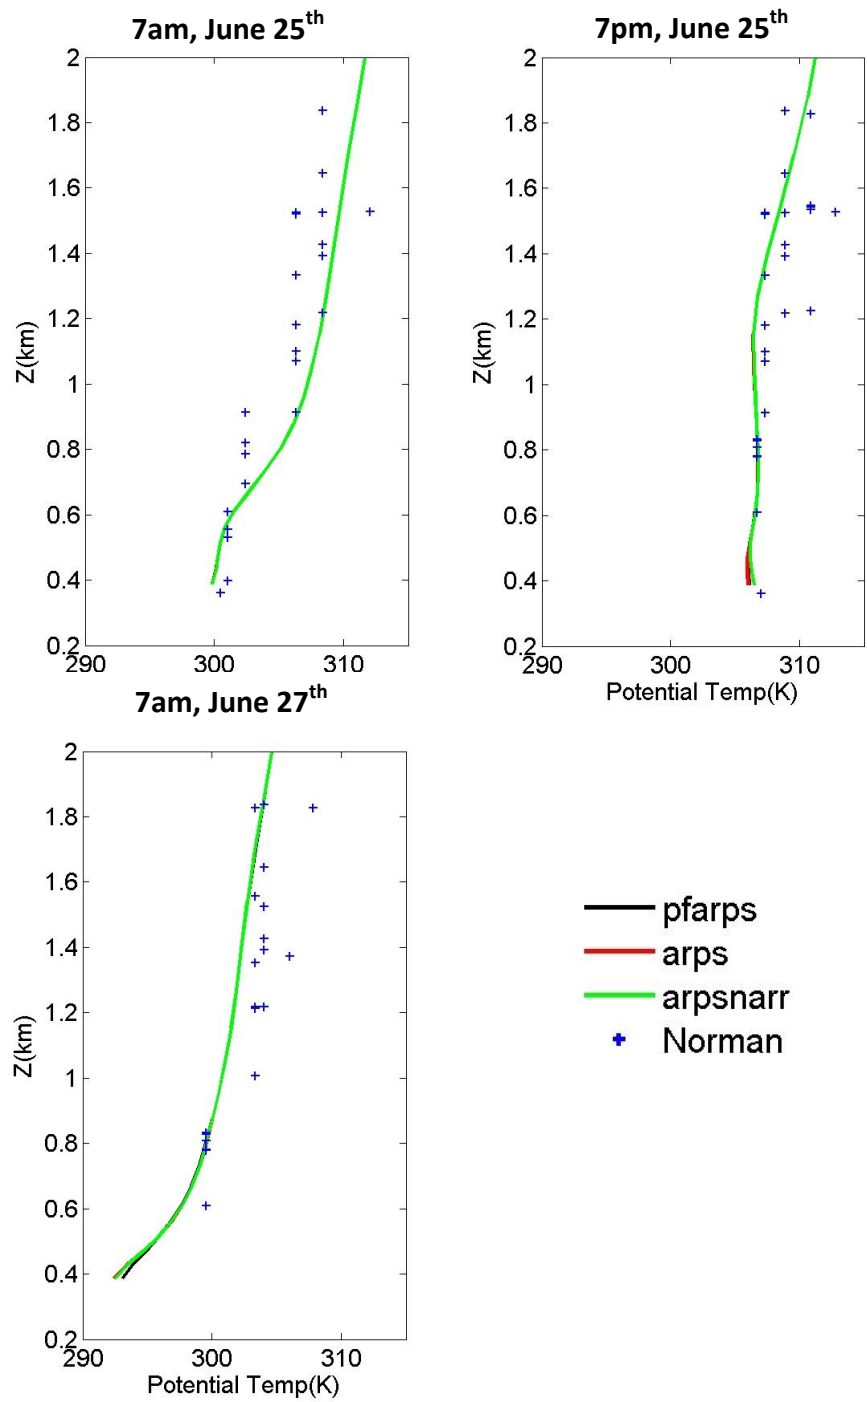 7am, June 25th
2
1.8
1.6
1.4
1.2
1
0.8
0.6
0.4
0.2
Z(km)
290 300 310
7pm, June 25th
2
1.8
1.6
1.4
1.2
1
0.8
0.6
0.4
0.2
Z(km)
290 300 310
Potential Temp(K)
7am, June 27th
2
1.8
1.6
1.4
1.2
1
0.8
0.6
0.4
0.2
Z(km)
290 300 310
Potential Temp(K)
pfarps
arps
arpsnarr
Norman